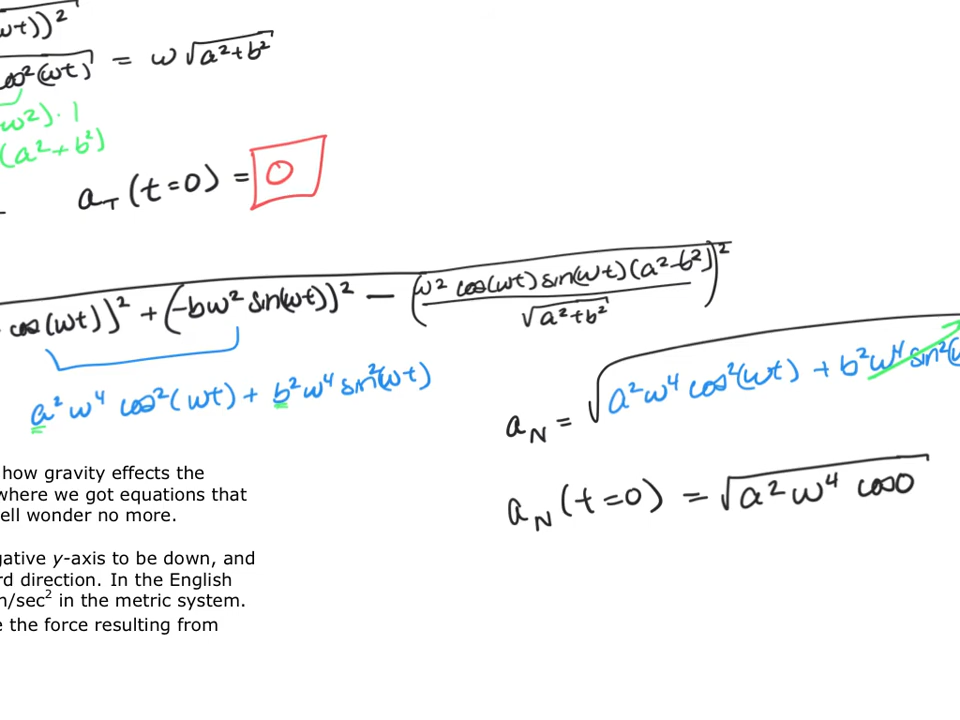 ωt))²
cos²(ωt) = ω √a²+b²
ω²)·1
(a²+b²)
a_T (t=0) = 0
cos(ωt))² + (-bω² sin(ωt))² — (ω² cos(ωt) sin(ωt)(a²-b²) / √a²+b²)²
a²ω⁴ cos²(ωt) + b²ω⁴ sin²(ωt)
a_N = √a²ω⁴ cos²(ωt) + b²ω⁴ sin²(ω
how gravity effects the
where we got equations that
ell wonder no more.
a_N (t=0) = √a²ω⁴ cos0
gative y-axis to be down, and
rd direction. In the English
m/sec² in the metric system.
e the force resulting from